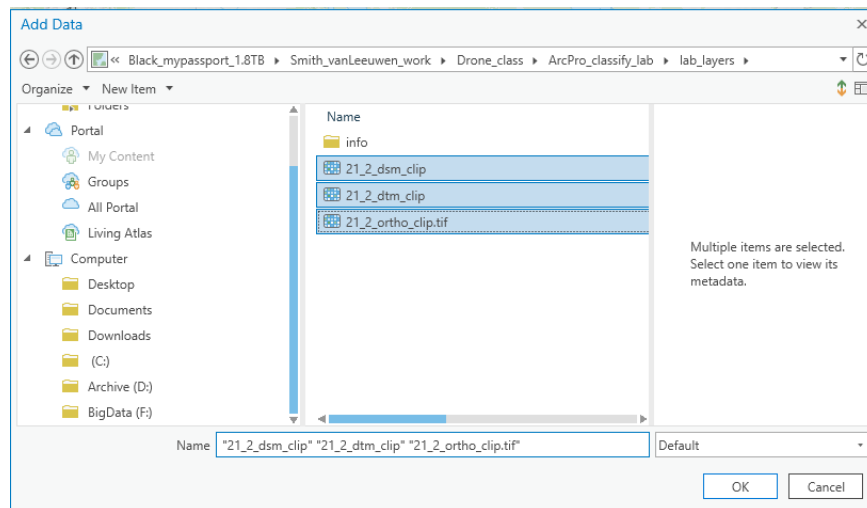 Add Data
Black_mypassport_1.8TB Smith_vanLeeuwen_work Drone_class ArcPro_classify_lab lab_layers
Organize New Item
Folders
Portal
My Content
Groups
All Portal
Living Atlas
Computer
Desktop
Documents
Downloads
(C:)
Archive (D:)
BigData (F:)
Name
info
21_2_dsm_clip
21_2_dtm_clip
21_2_ortho_clip.tif
Multiple items are selected.
Select one item to view its
metadata.
Name "21_2_dsm_clip" "21_2_dtm_clip" "21_2_ortho_clip.tif" Default
OK Cancel